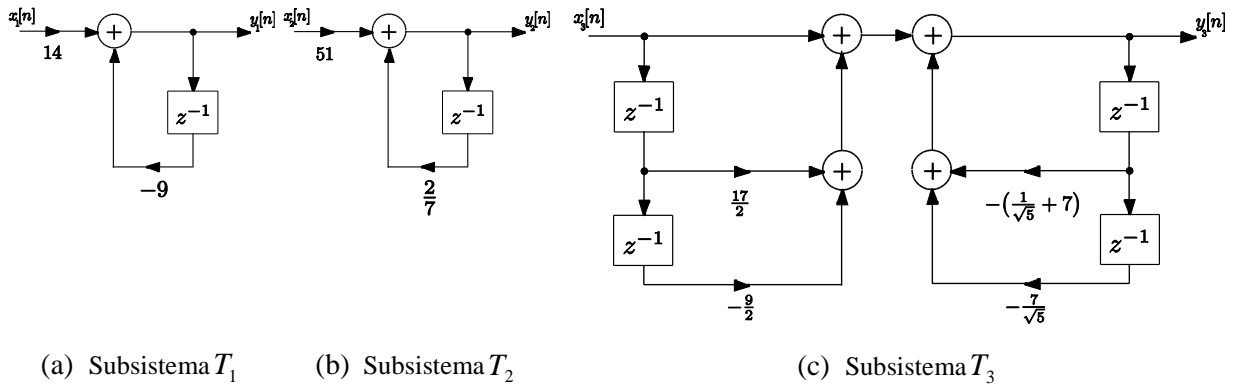 x₁[n] 14 + y₁[n] z⁻¹ −9
x₂[n] 51 + y₂[n] z⁻¹ 2/7
x₃[n] + + y₃[n]
z⁻¹ z⁻¹
17/2 + + −(1/√5 + 7)
z⁻¹ z⁻¹
−9/2 −7/√5
(a) Subsistema T₁ (b) Subsistema T₂ (c) Subsistema T₃